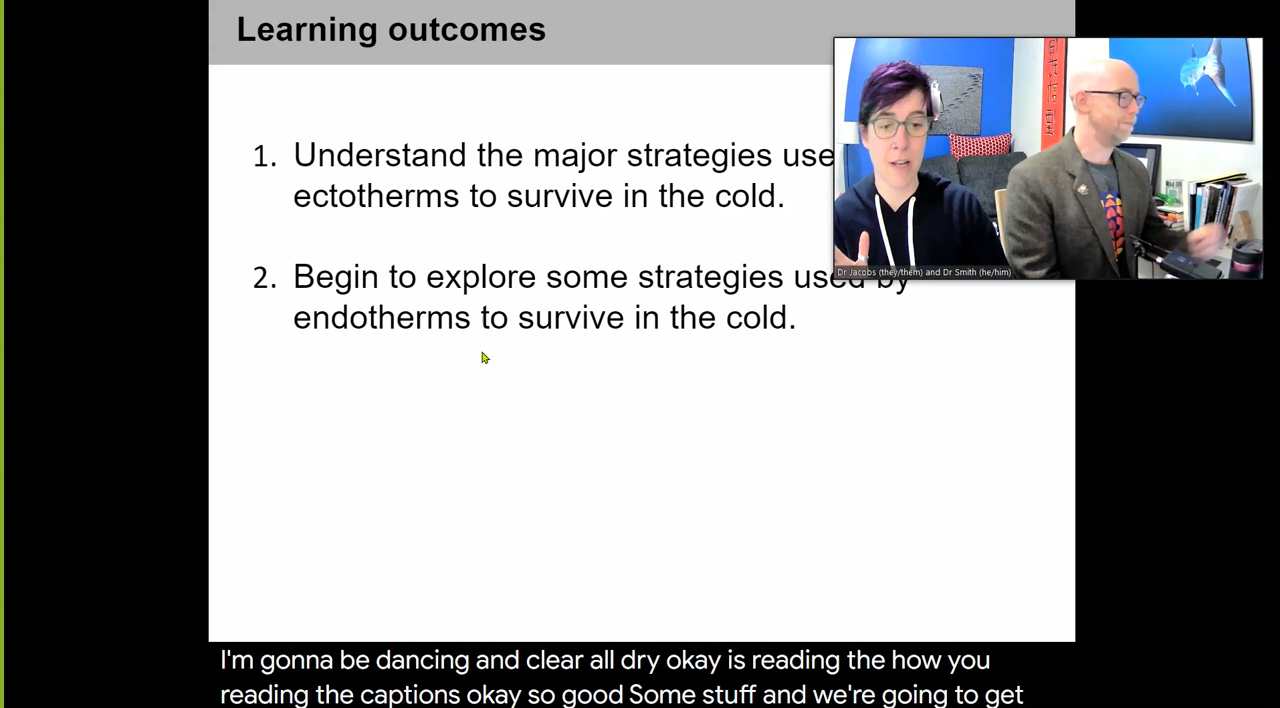 Learning outcomes
1. Understand the major strategies use
ectotherms to survive in the cold.
2. Begin to explore some strategies used by
endotherms to survive in the cold.
Dr Jacobs (they/them) and Dr Smith (he/him)
I'm gonna be dancing and clear all dry okay is reading the how you
reading the captions okay so good Some stuff and we're going to get